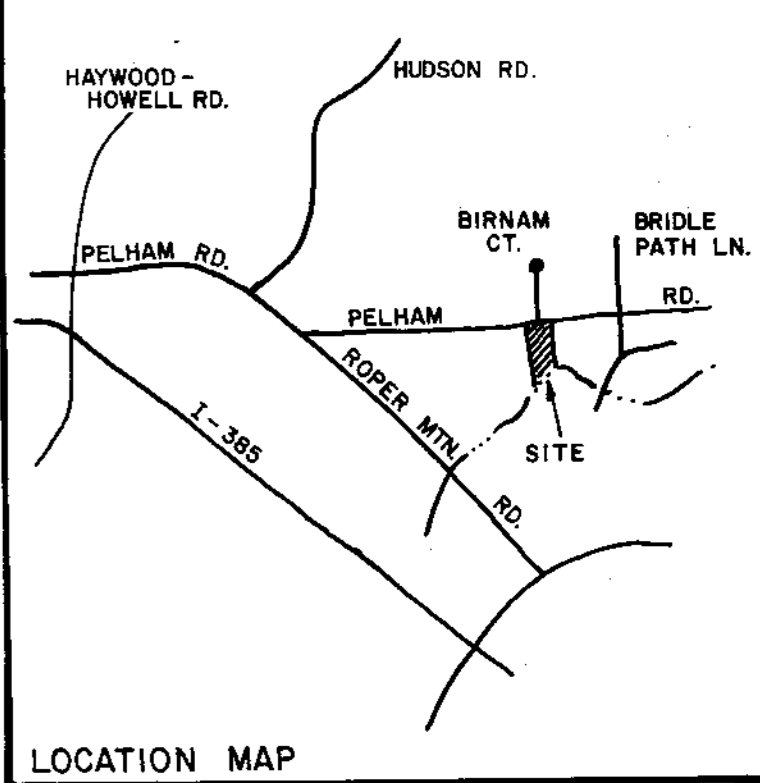 HAYWOOD-
HOWELL RD.
HUDSON RD.
BIRNAM
CT.
BRIDLE
PATH LN.
PELHAM RD.
PELHAM RD.
ROPER MTN. RD.
I-385
SITE
LOCATION MAP